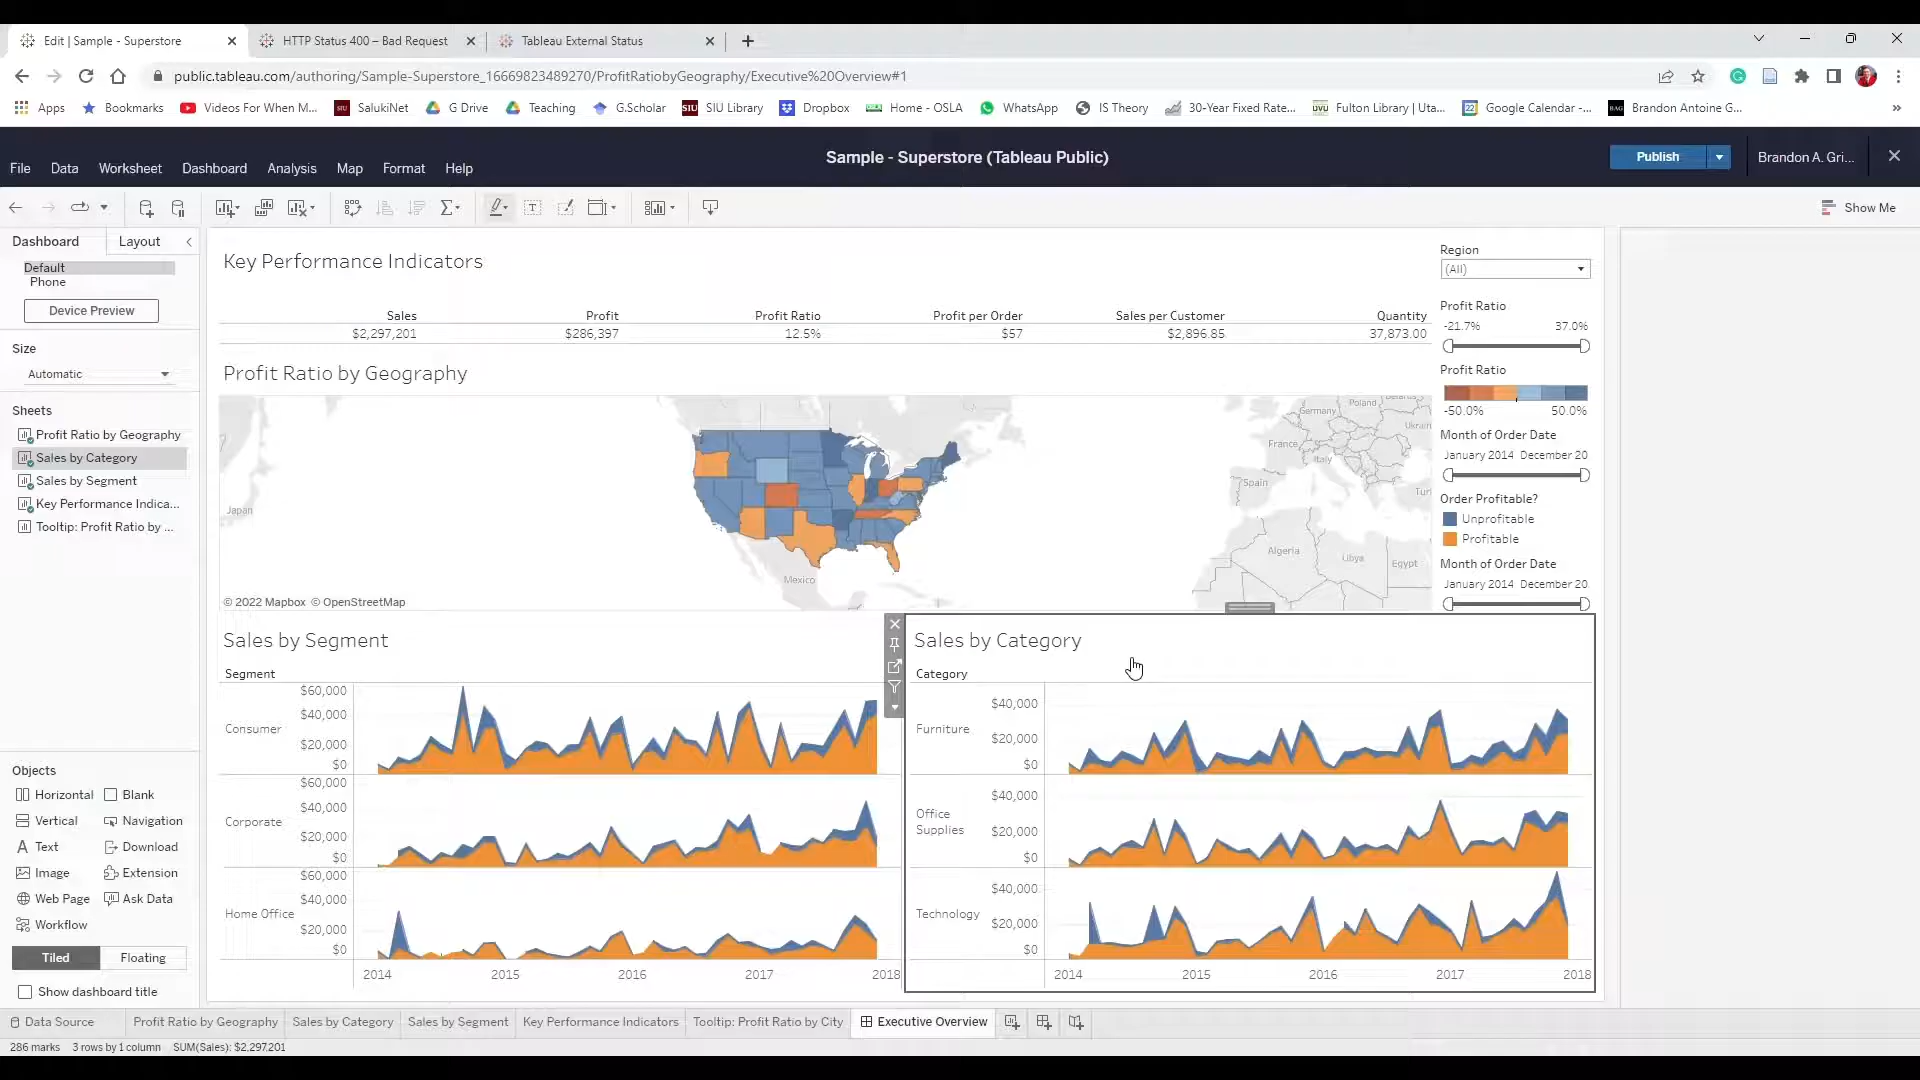 Edit | Sample - Superstore
HTTP Status 400 – Bad Request
Tableau External Status
public.tableau.com/authoring/Sample-Superstore_16669823489270/ProfitRatiobyGeography/Executive%20Overview#1
Apps Bookmarks Videos For When M... SalukiNet G Drive Teaching G.Scholar SIU Library Dropbox Home - OSLA WhatsApp IS Theory 30-Year Fixed Rate... Fulton Library | Uta... Google Calendar -... Brandon Antoine G...
Sample - Superstore (Tableau Public)
Publish
Brandon A. Gri...
File Data Worksheet Dashboard Analysis Map Format Help
Show Me
Dashboard
Layout
Default
Phone
Device Preview
Size
Automatic
Sheets
Profit Ratio by Geography
Sales by Category
Sales by Segment
Key Performance Indica...
Tooltip: Profit Ratio by ...
Objects
Horizontal Blank
Vertical Navigation
Text Download
Image Extension
Web Page Ask Data
Workflow
Tiled Floating
Show dashboard title
Key Performance Indicators
Sales Profit Profit Ratio Profit per Order Sales per Customer Quantity
$2,297,201 $286,397 12.5% $57 $2,896.85 37,873.00
Profit Ratio by Geography
Japan
Mexico
Germany
Poland
Ukrain
France
Italy
Spain
Algeria
Libya
Egypt
© 2022 Mapbox © OpenStreetMap
Region
(All)
Profit Ratio
-21.7% 37.0%
Profit Ratio
-50.0% 50.0%
Month of Order Date
January 2014 December 20
Order Profitable?
Unprofitable
Profitable
Month of Order Date
January 2014 December 20
Sales by Segment
Segment
Consumer
$60,000
$40,000
$20,000
$0
Corporate
$60,000
$40,000
$20,000
$0
Home Office
$60,000
$40,000
$20,000
$0
2014 2015 2016 2017 2018
Sales by Category
Category
Furniture
$40,000
$20,000
$0
Office
Supplies
$40,000
$20,000
$0
Technology
$40,000
$20,000
$0
2014 2015 2016 2017 2018
Data Source Profit Ratio by Geography Sales by Category Sales by Segment Key Performance Indicators Tooltip: Profit Ratio by City Executive Overview
286 marks 3 rows by 1 column SUM(Sales): $2,297,201